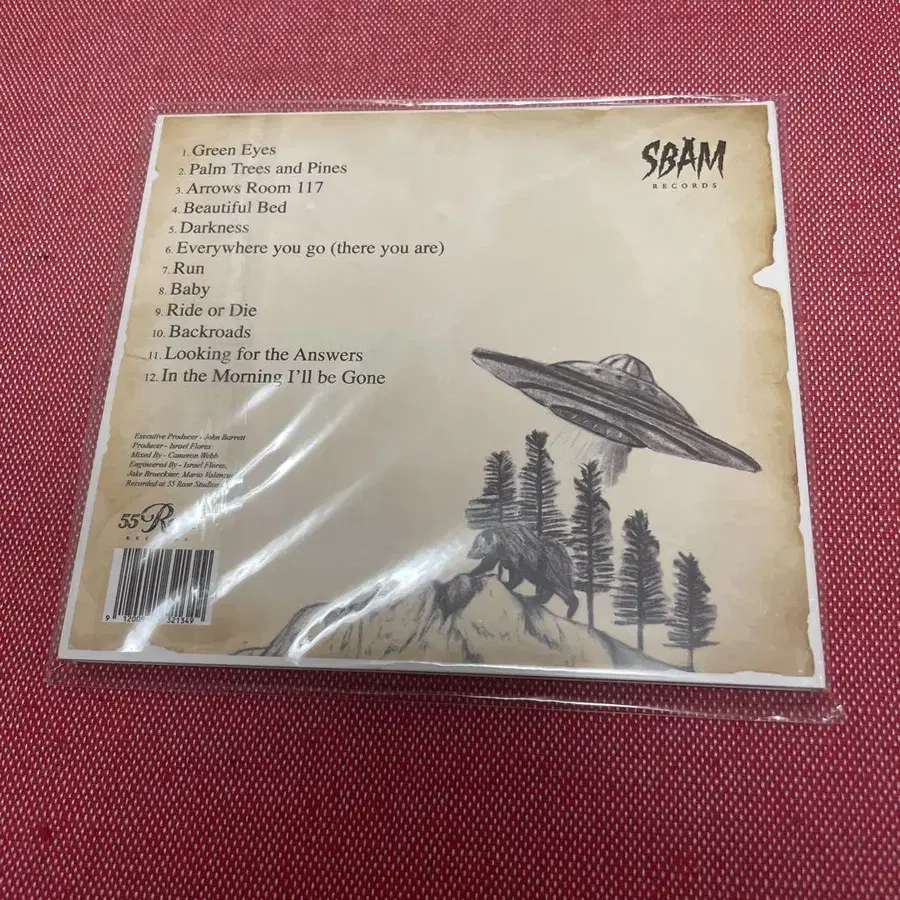 1. Green Eyes
2. Palm Trees and Pines
3. Arrows Room 117
4. Beautiful Bed
5. Darkness
6. Everywhere you go (there you are)
7. Run
8. Baby
9. Ride or Die
10. Backroads
11. Looking for the Answers
12. In the Morning I'll be Gone
SBÄM
RECORDS
Executive Producer - John Barrett
Producer - Israel Flores
Mixed By - Cameron Webb
Engineered By - Israel Flores,
Jake Brueckner, Mario
Recorded at 55 Rose Studios
55
9
321349